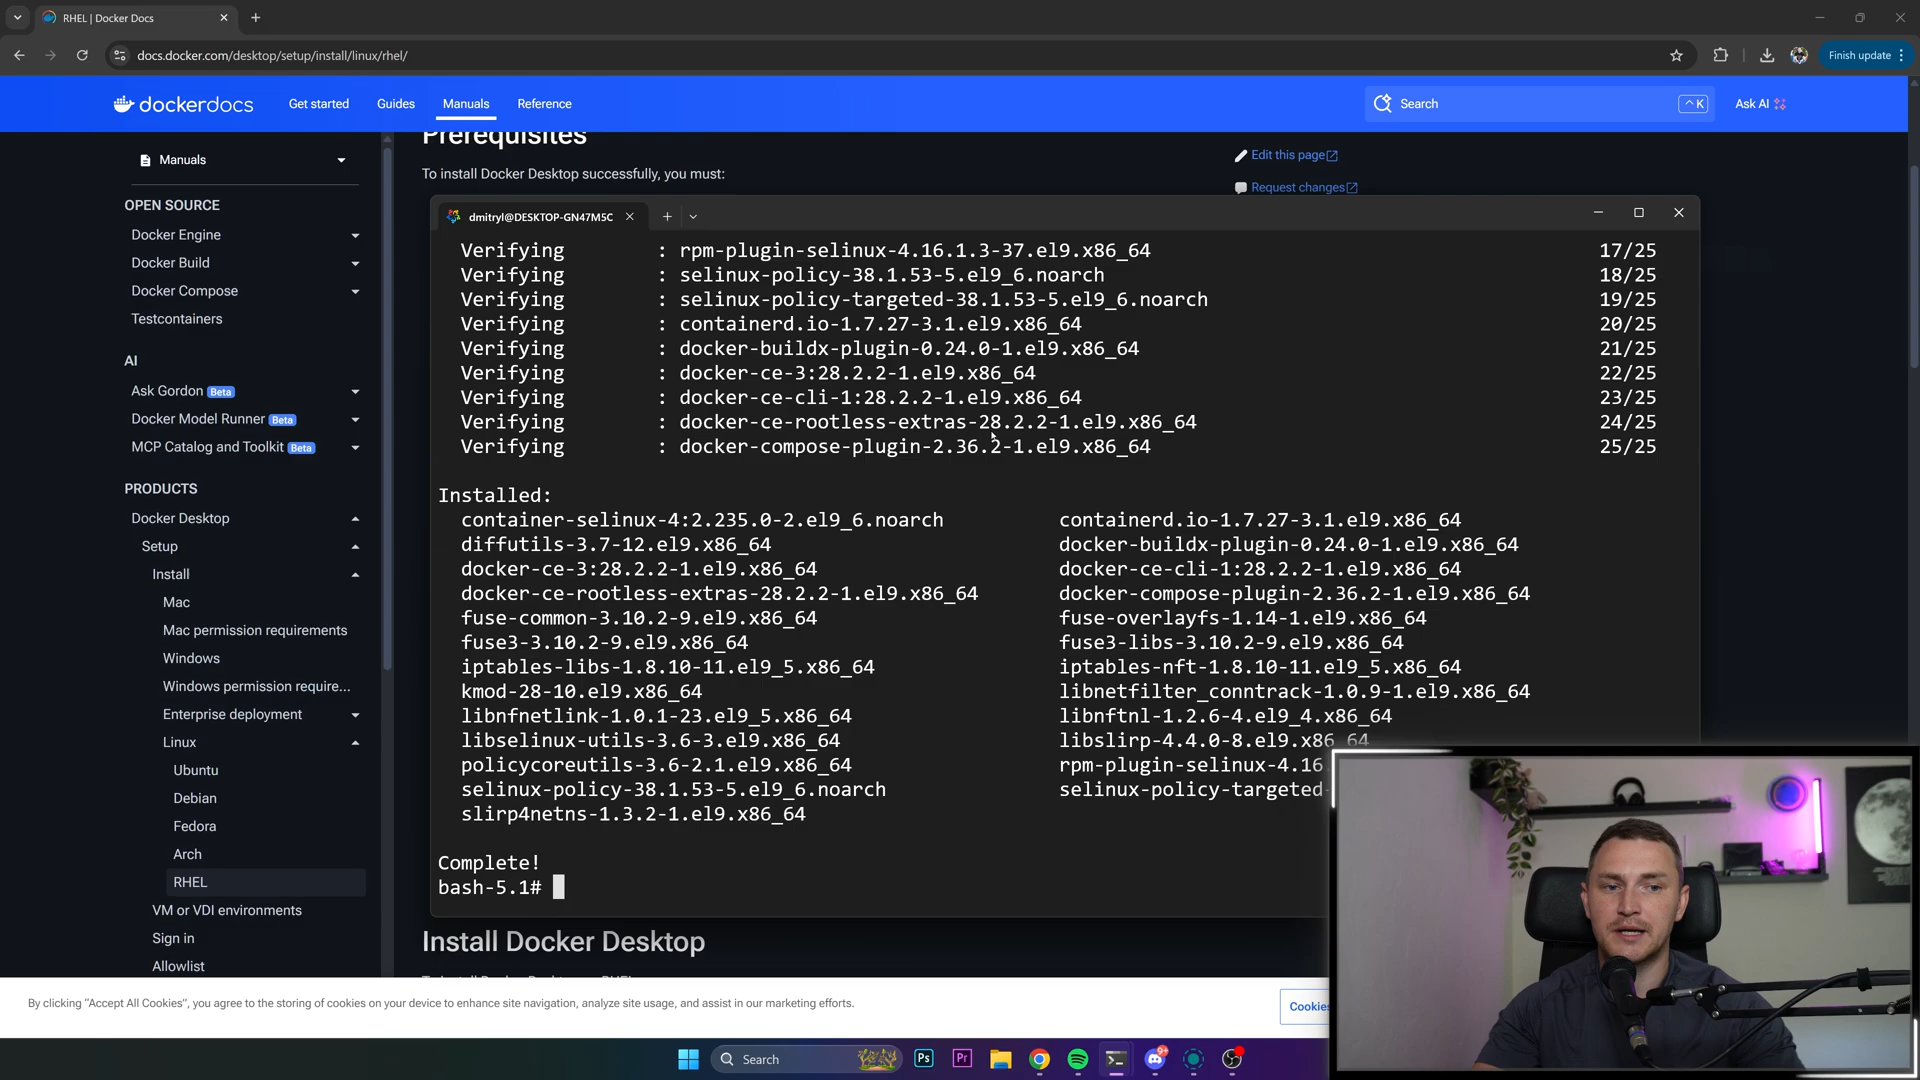 RHEL | Docker Docs
docs.docker.com/desktop/setup/install/linux/rhel/
Finish update
dockerdocs
Get started
Guides
Manuals
Reference
Search
^ K
Ask AI
Manuals
OPEN SOURCE
Docker Engine
Docker Build
Docker Compose
Testcontainers
AI
Ask Gordon Beta
Docker Model Runner Beta
MCP Catalog and Toolkit Beta
PRODUCTS
Docker Desktop
Setup
Install
Mac
Mac permission requirements
Windows
Windows permission require...
Enterprise deployment
Linux
Ubuntu
Debian
Fedora
Arch
RHEL
VM or VDI environments
Sign in
Allowlist
Prerequisites
To install Docker Desktop successfully, you must:
Edit this page
Request changes
dmitryl@DESKTOP-GN47M5C
Verifying : rpm-plugin-selinux-4.16.1.3-37.el9.x86_64 17/25
Verifying : selinux-policy-38.1.53-5.el9_6.noarch 18/25
Verifying : selinux-policy-targeted-38.1.53-5.el9_6.noarch 19/25
Verifying : containerd.io-1.7.27-3.1.el9.x86_64 20/25
Verifying : docker-buildx-plugin-0.24.0-1.el9.x86_64 21/25
Verifying : docker-ce-3:28.2.2-1.el9.x86_64 22/25
Verifying : docker-ce-cli-1:28.2.2-1.el9.x86_64 23/25
Verifying : docker-ce-rootless-extras-28.2.2-1.el9.x86_64 24/25
Verifying : docker-compose-plugin-2.36.2-1.el9.x86_64 25/25
Installed:
container-selinux-4:2.235.0-2.el9_6.noarch containerd.io-1.7.27-3.1.el9.x86_64
diffutils-3.7-12.el9.x86_64 docker-buildx-plugin-0.24.0-1.el9.x86_64
docker-ce-3:28.2.2-1.el9.x86_64 docker-ce-cli-1:28.2.2-1.el9.x86_64
docker-ce-rootless-extras-28.2.2-1.el9.x86_64 docker-compose-plugin-2.36.2-1.el9.x86_64
fuse-common-3.10.2-9.el9.x86_64 fuse-overlayfs-1.14-1.el9.x86_64
fuse3-3.10.2-9.el9.x86_64 fuse3-libs-3.10.2-9.el9.x86_64
iptables-libs-1.8.10-11.el9_5.x86_64 iptables-nft-1.8.10-11.el9_5.x86_64
kmod-28-10.el9.x86_64 libnetfilter_conntrack-1.0.9-1.el9.x86_64
libnfnetlink-1.0.1-23.el9_5.x86_64 libnftnl-1.2.6-4.el9_4.x86_64
libselinux-utils-3.6-3.el9.x86_64 libslirp-4.4.0-8.el9.x86_64
policycoreutils-3.6-2.1.el9.x86_64 rpm-plugin-selinux-4.16
selinux-policy-38.1.53-5.el9_6.noarch selinux-policy-targeted-
slirp4netns-1.3.2-1.el9.x86_64
Complete!
bash-5.1#
Install Docker Desktop
By clicking “Accept All Cookies”, you agree to the storing of cookies on your device to enhance site navigation, analyze site usage, and assist in our marketing efforts.
Cookies
Search
Ps
Pr
9+